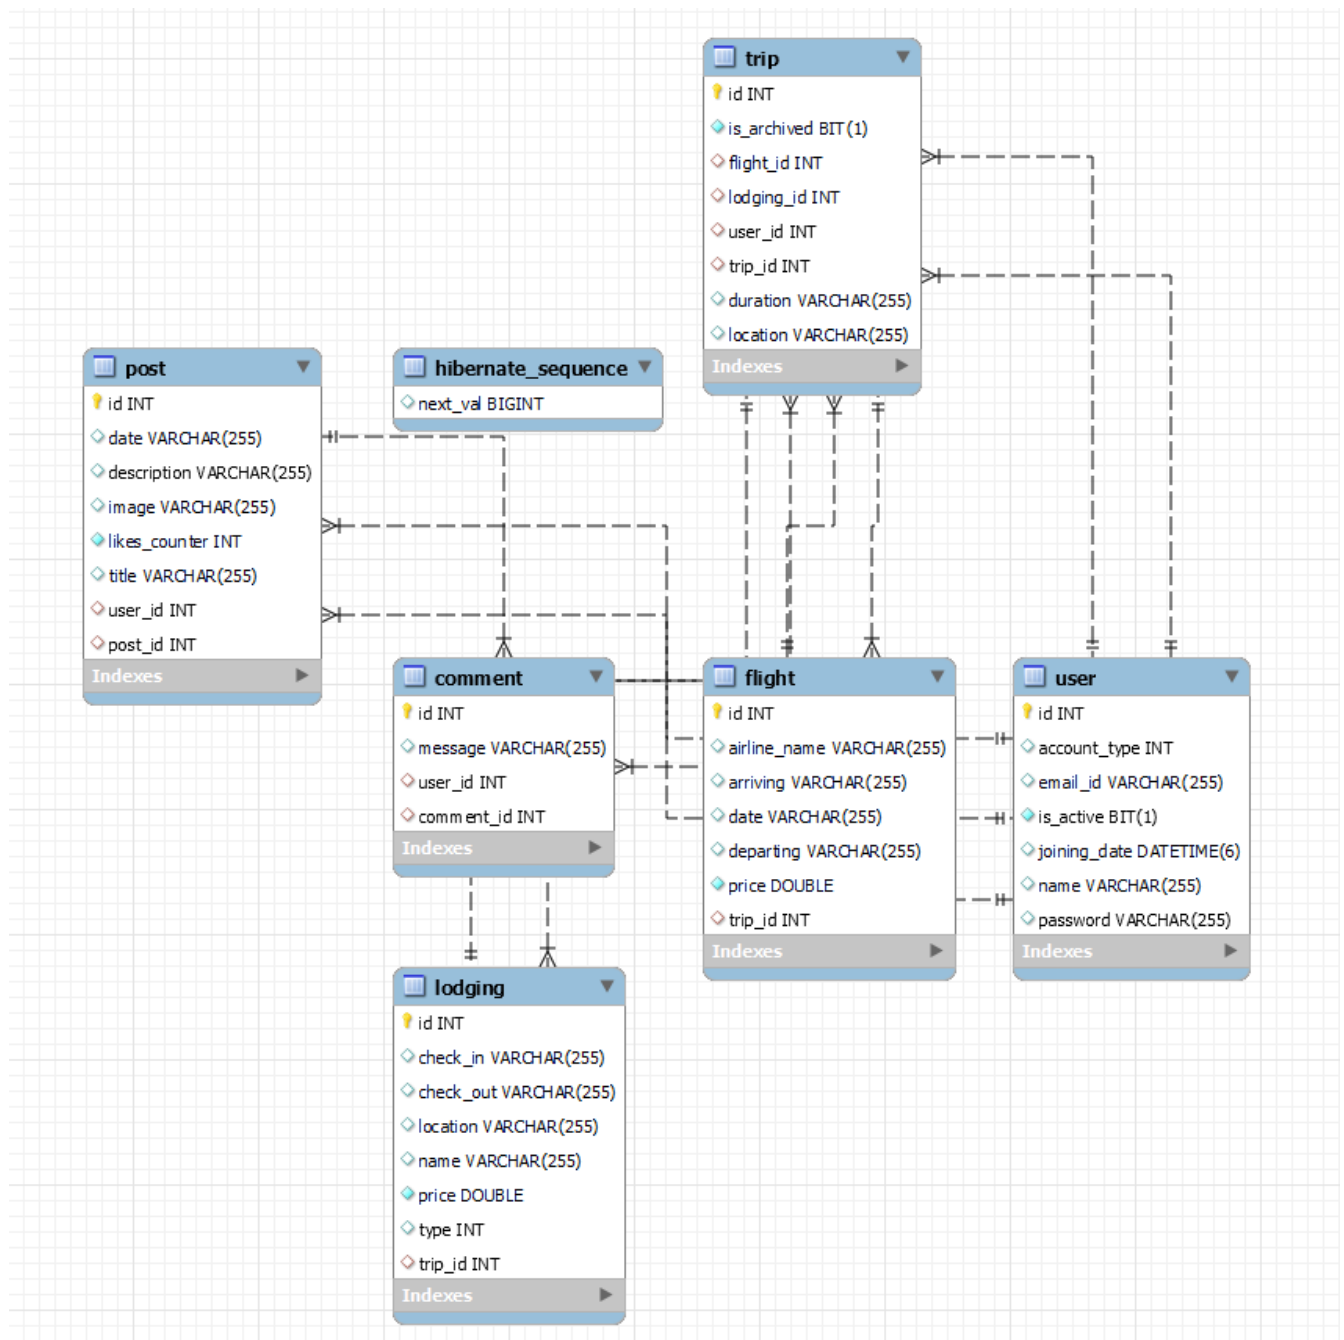 trip
id INT
is_archived BIT(1)
flight_id INT
lodging_id INT
user_id INT
trip_id INT
duration VARCHAR(255)
location VARCHAR(255)
Indexes
post
id INT
date VARCHAR(255)
description VARCHAR(255)
image VARCHAR(255)
likes_counter INT
title VARCHAR(255)
user_id INT
post_id INT
Indexes
hibernate_sequence
next_val BIGINT
comment
id INT
message VARCHAR(255)
user_id INT
comment_id INT
Indexes
flight
id INT
airline_name VARCHAR(255)
arriving VARCHAR(255)
date VARCHAR(255)
departing VARCHAR(255)
price DOUBLE
trip_id INT
Indexes
user
id INT
account_type INT
email_id VARCHAR(255)
is_active BIT(1)
joining_date DATETIME(6)
name VARCHAR(255)
password VARCHAR(255)
Indexes
lodging
id INT
check_in VARCHAR(255)
check_out VARCHAR(255)
location VARCHAR(255)
name VARCHAR(255)
price DOUBLE
type INT
trip_id INT
Indexes